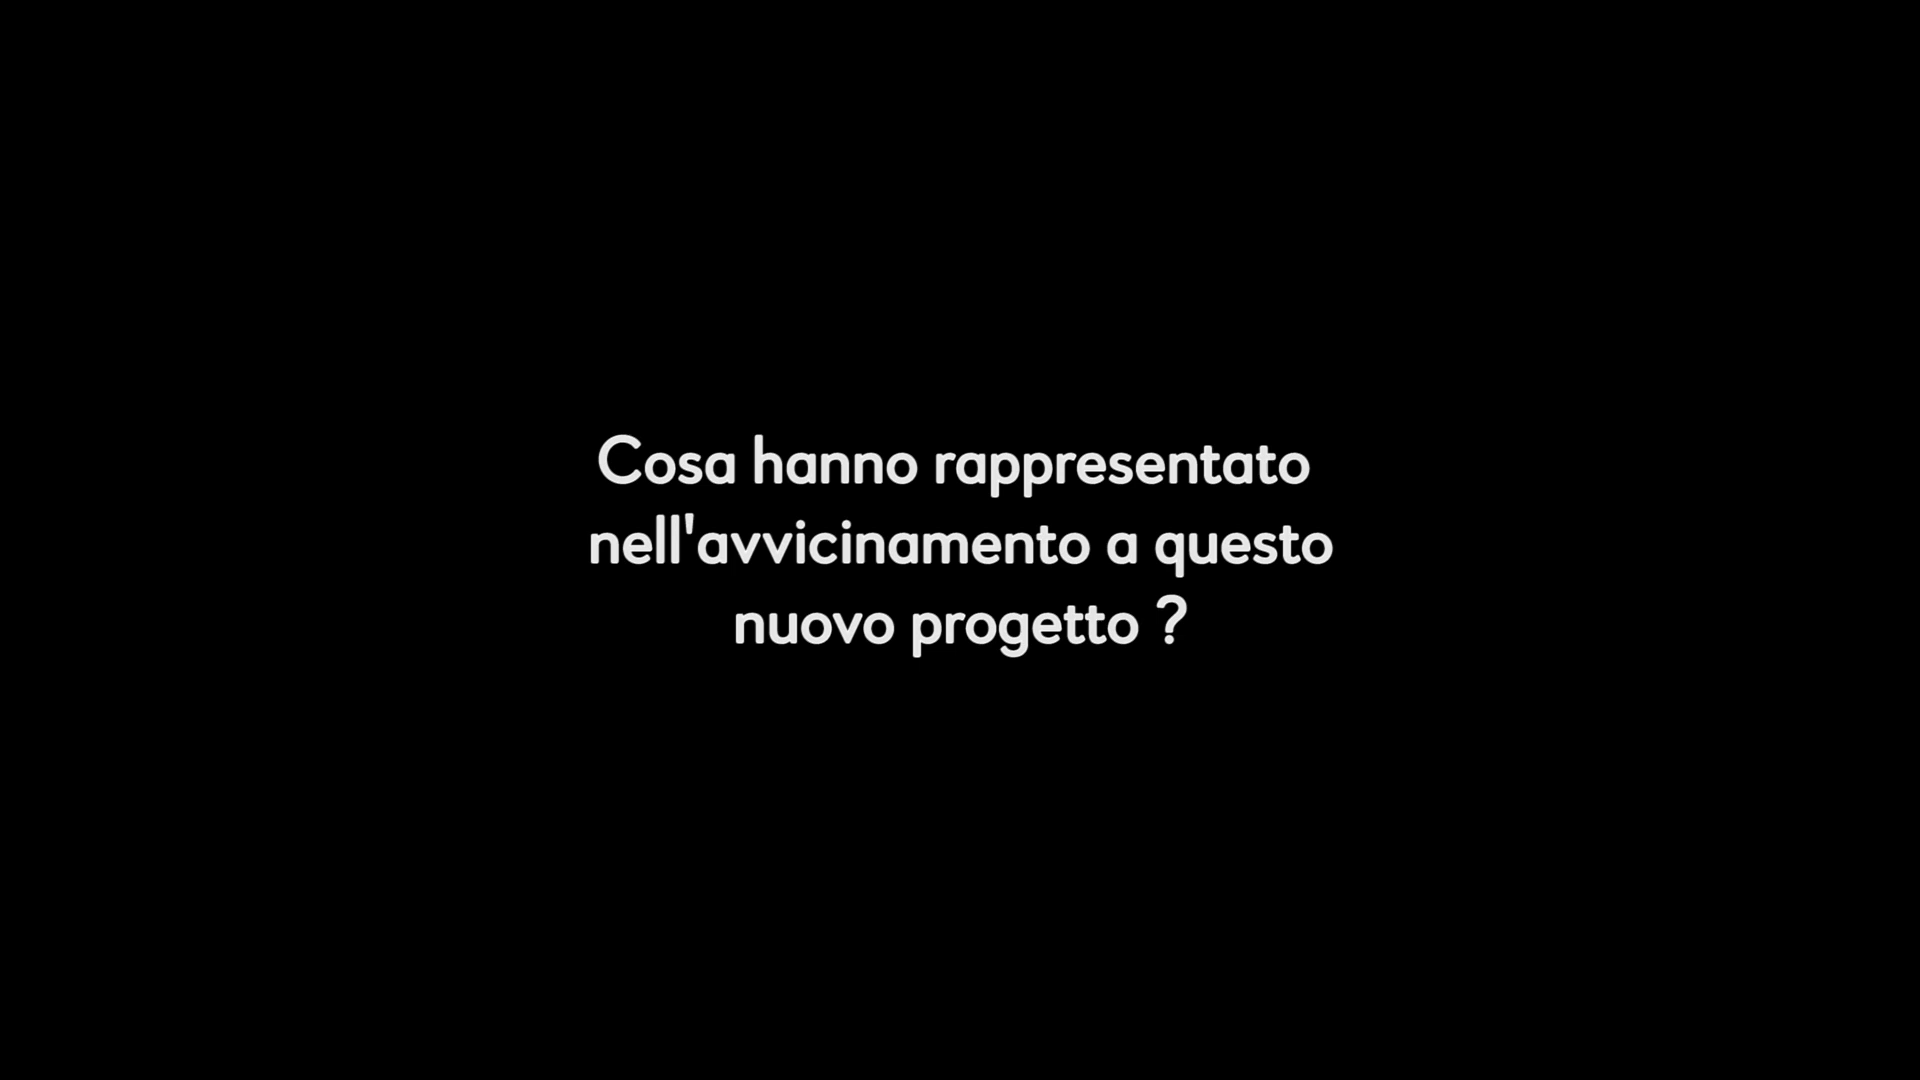 Cosa hanno rappresentato
nell'avvicinamento a questo
nuovo progetto ?